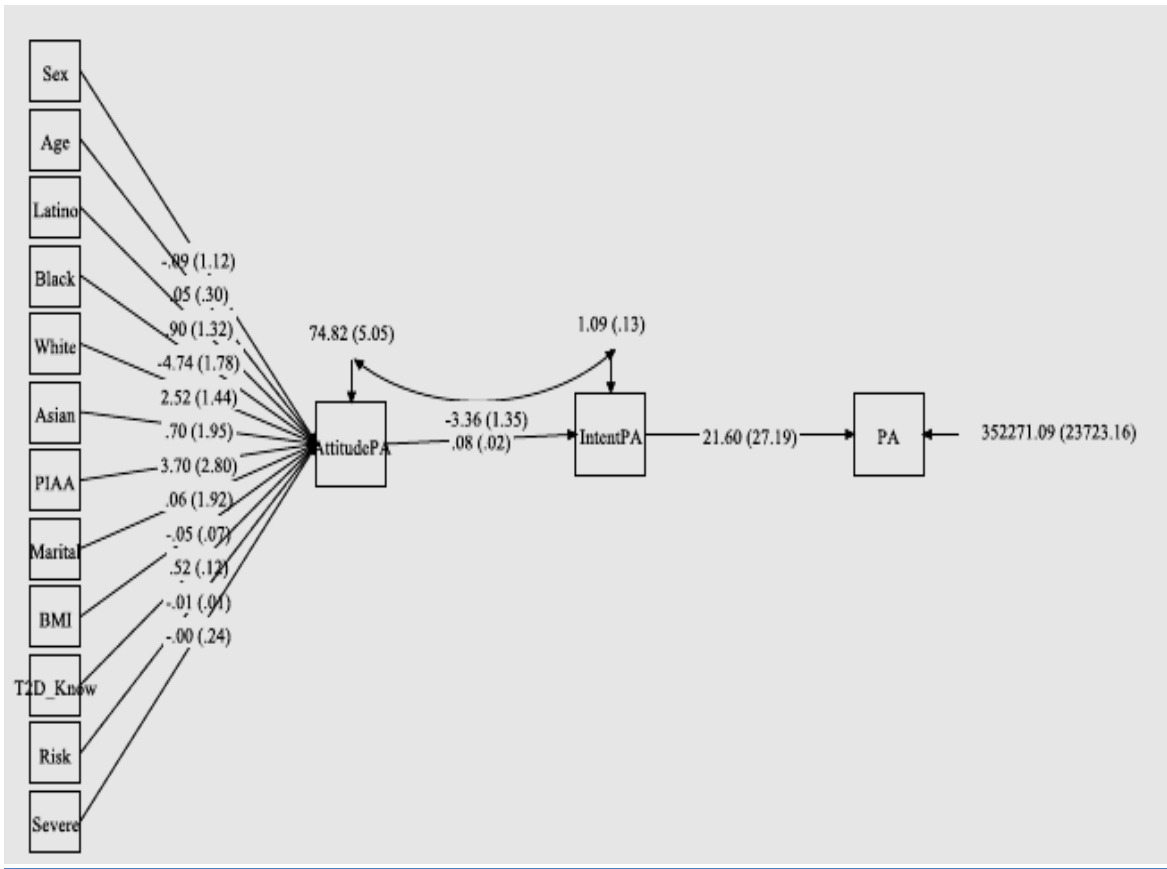 Sex
Age
Latino
Black
White
Asian
PIAA
Marital
BMI
T2D_Know
Risk
Severe
-.09 (1.12)
.05 (.30)
.90 (1.32)
-4.74 (1.78)
2.52 (1.44)
.70 (1.95)
3.70 (2.80)
.06 (1.92)
-.05 (.07)
.52 (.12)
-.01 (.01)
-.00 (.24)
74.82 (5.05)
AttitudePA
-3.36 (1.35)
.08 (.02)
1.09 (.13)
IntentPA
21.60 (27.19)
PA
352271.09 (23723.16)